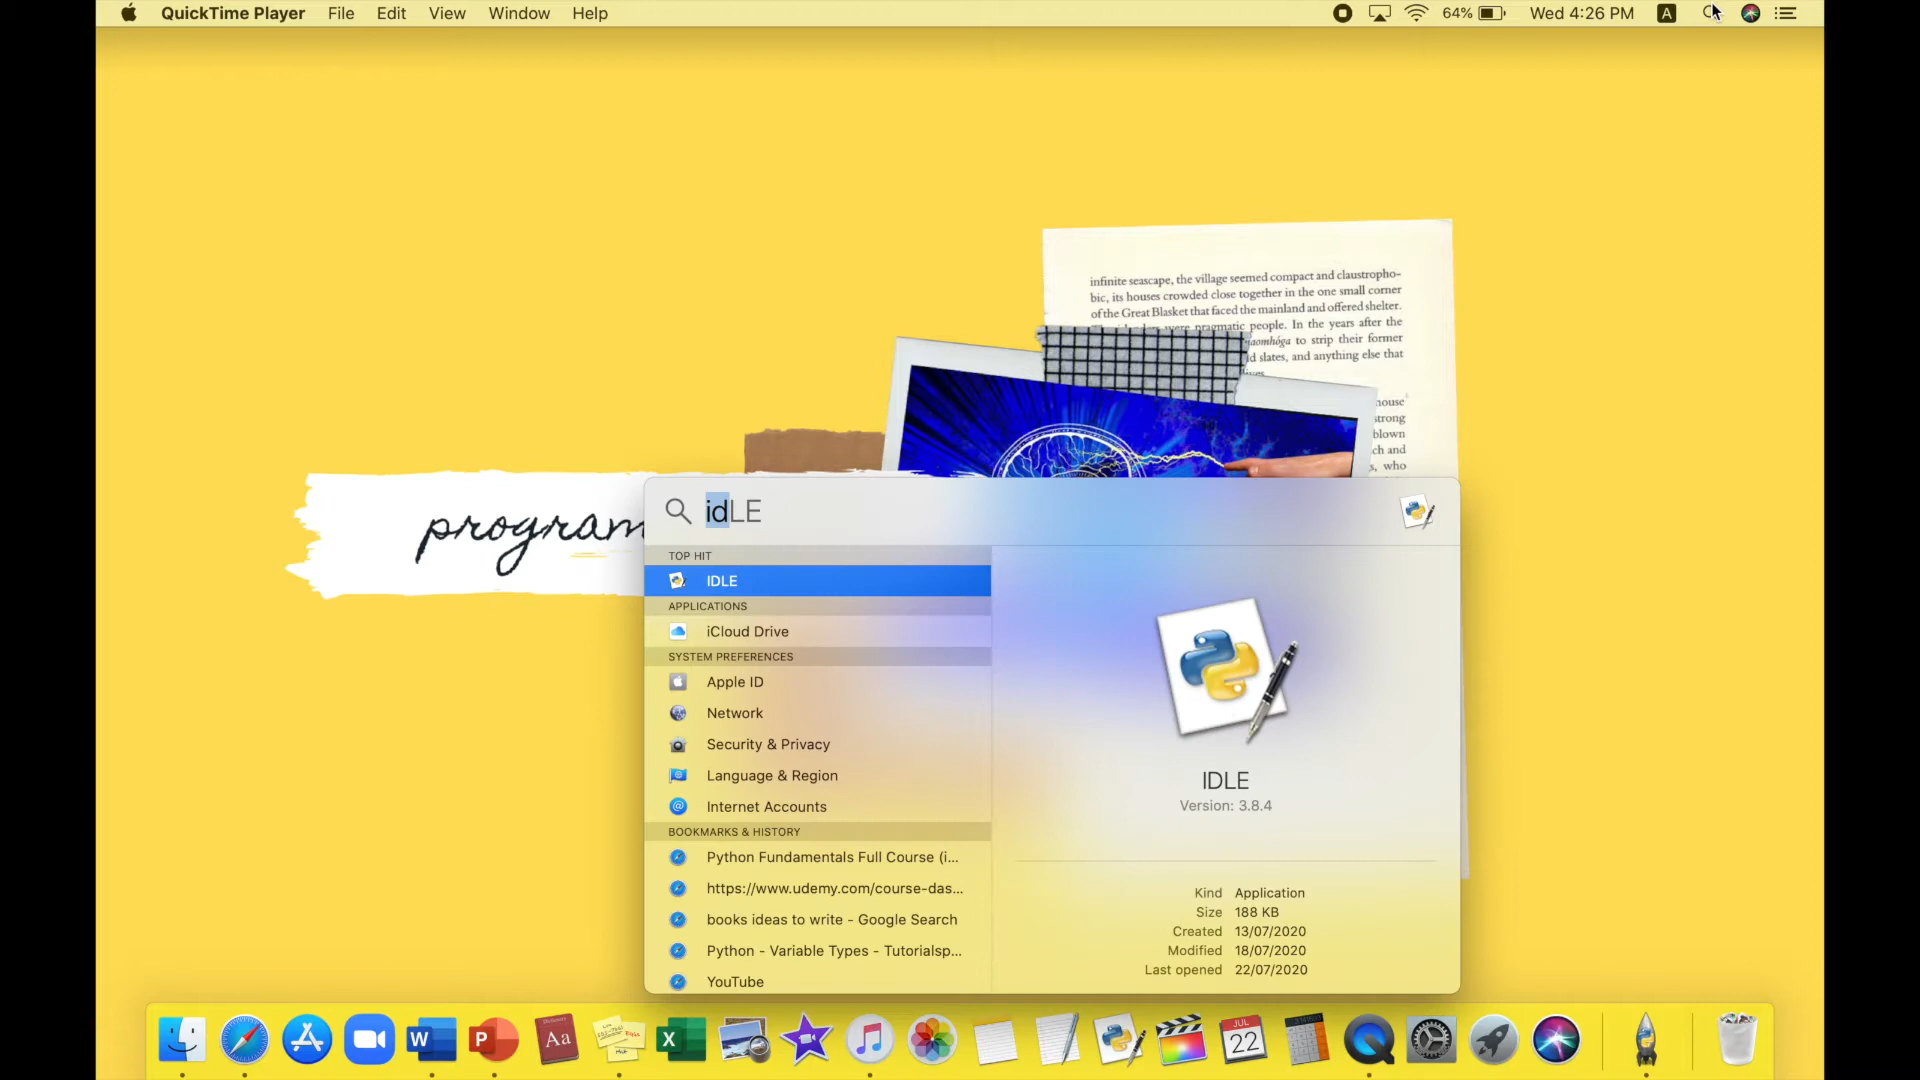 QuickTime Player File Edit View Window Help 64% Wed 4:26 PM A
infinite seascape, the village seemed compact and claustropho-
bic, its houses crowded close together in the one small corner
of the Great Blasket that faced the mainland and offered shelter.
were pragmatic people. In the years after the
to strip their former
slates, and anything else that
lives.
house
strong
blown
ch and
s, who
program
idLE
TOP HIT
IDLE
APPLICATIONS
iCloud Drive
SYSTEM PREFERENCES
Apple ID
Network
Security & Privacy
Language & Region
Internet Accounts
BOOKMARKS & HISTORY
Python Fundamentals Full Course (i...
https://www.udemy.com/course-das...
books ideas to write - Google Search
Python - Variable Types - Tutorialsp...
YouTube
IDLE
Version: 3.8.4
Kind Application
Size 188 KB
Created 13/07/2020
Modified 18/07/2020
Last opened 22/07/2020
W P Aa X JUL
22